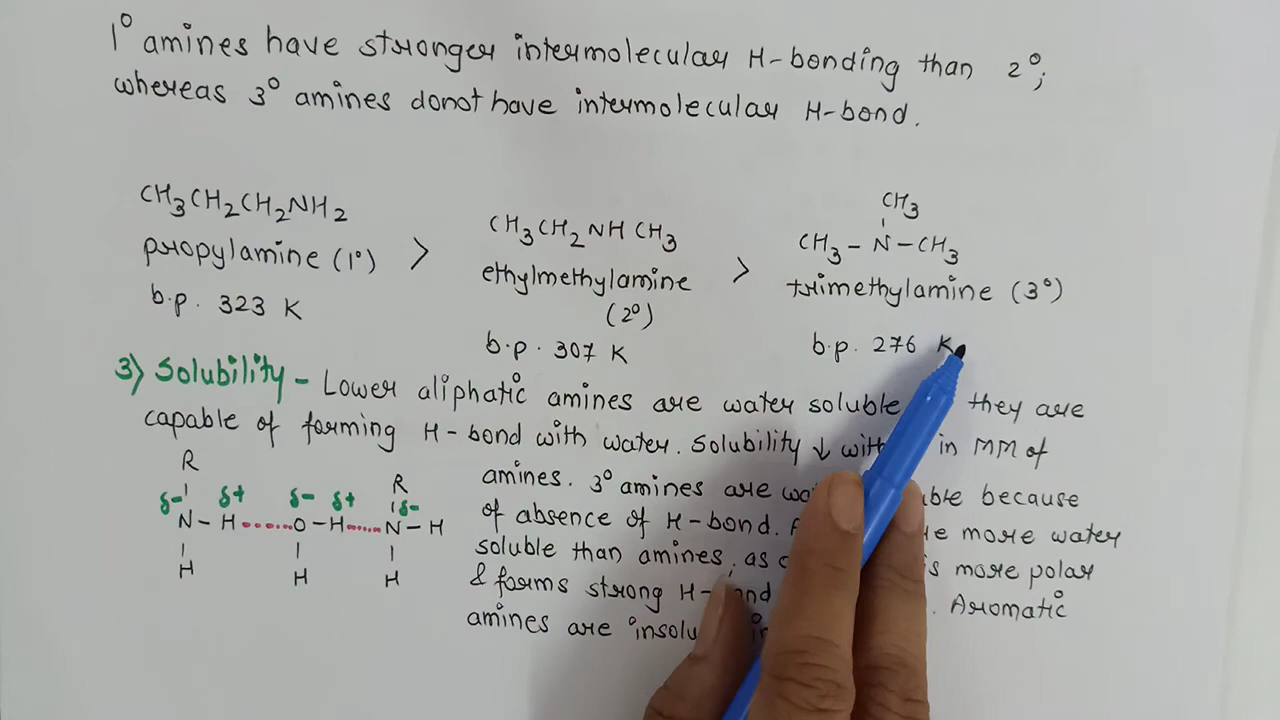 1° amines have stronger intermolecular H-bonding than 2°;
whereas 3° amines donot have intermolecular H-bond.
CH3CH2CH2NH2
propylamine (1°)
b.p. 323 K
>
CH3CH2NHCH3
ethylmethylamine
(2°)
b.p. 307 K
>
CH3
CH3-N-CH3
trimethylamine (3°)
b.p. 276 K
3) Solubility - Lower aliphatic amines are water soluble they are
capable of forming H-bond with water. Solubility ↓ in MM of
amines. 3° amines are because
of absence of H-bond. more water
soluble than amines, as more polar
& forms strong
Aromatic
amines are
R
δ- δ+ δ- δ+ R δ-
N-H......O-H......N-H
H H H